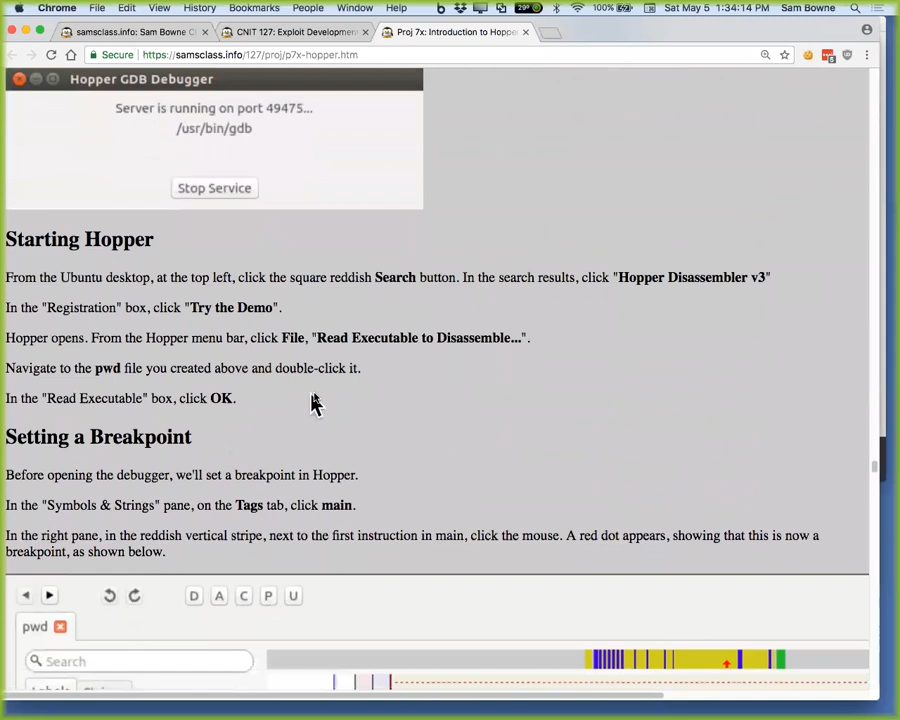 Chrome File Edit View History Bookmarks People Window Help 29° 100% Sat May 5 1:34:14 PM Sam Bowne
samsclass.info: Sam Bowne Cl CNIT 127: Exploit Developmen Proj 7x: Introduction to Hoppe
Secure https://samsclass.info/127/proj/p7x-hopper.htm
Hopper GDB Debugger
Server is running on port 49475...
/usr/bin/gdb
Stop Service
Starting Hopper
From the Ubuntu desktop, at the top left, click the square reddish Search button. In the search results, click "Hopper Disassembler v3"
In the "Registration" box, click "Try the Demo".
Hopper opens. From the Hopper menu bar, click File, "Read Executable to Disassemble...".
Navigate to the pwd file you created above and double-click it.
In the "Read Executable" box, click OK.
Setting a Breakpoint
Before opening the debugger, we'll set a breakpoint in Hopper.
In the "Symbols & Strings" pane, on the Tags tab, click main.
In the right pane, in the reddish vertical stripe, next to the first instruction in main, click the mouse. A red dot appears, showing that this is now a
breakpoint, as shown below.
D A C P U
pwd
Search